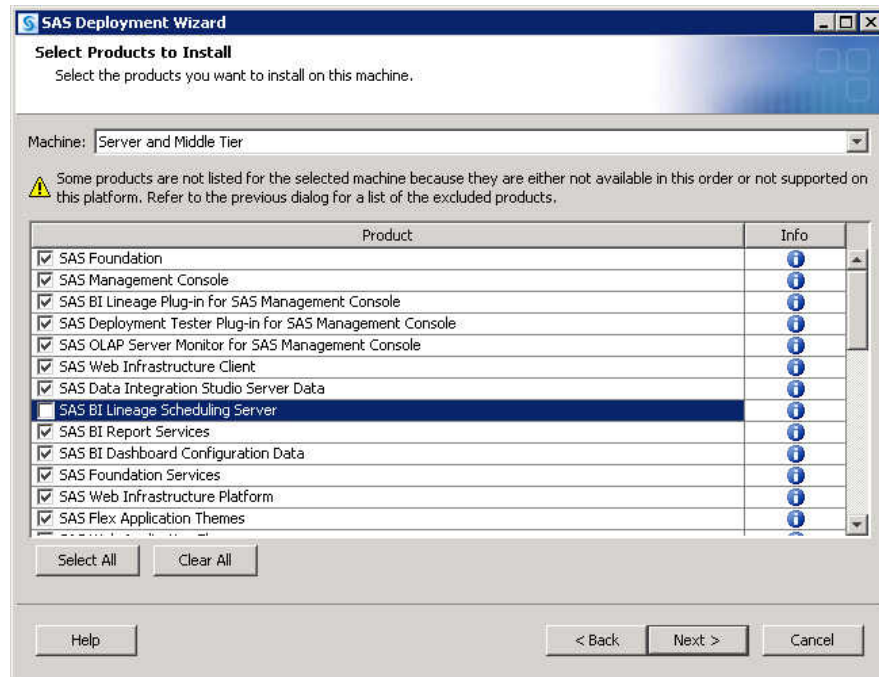 SAS Deployment Wizard
Select Products to Install
Select the products you want to install on this machine.
Machine: Server and Middle Tier
Some products are not listed for the selected machine because they are either not available in this order or not supported on
this platform. Refer to the previous dialog for a list of the excluded products.
Product Info
SAS Foundation
SAS Management Console
SAS BI Lineage Plug-in for SAS Management Console
SAS Deployment Tester Plug-in for SAS Management Console
SAS OLAP Server Monitor for SAS Management Console
SAS Web Infrastructure Client
SAS Data Integration Studio Server Data
SAS BI Lineage Scheduling Server
SAS BI Report Services
SAS BI Dashboard Configuration Data
SAS Foundation Services
SAS Web Infrastructure Platform
SAS Flex Application Themes
Select All Clear All
Help < Back Next > Cancel